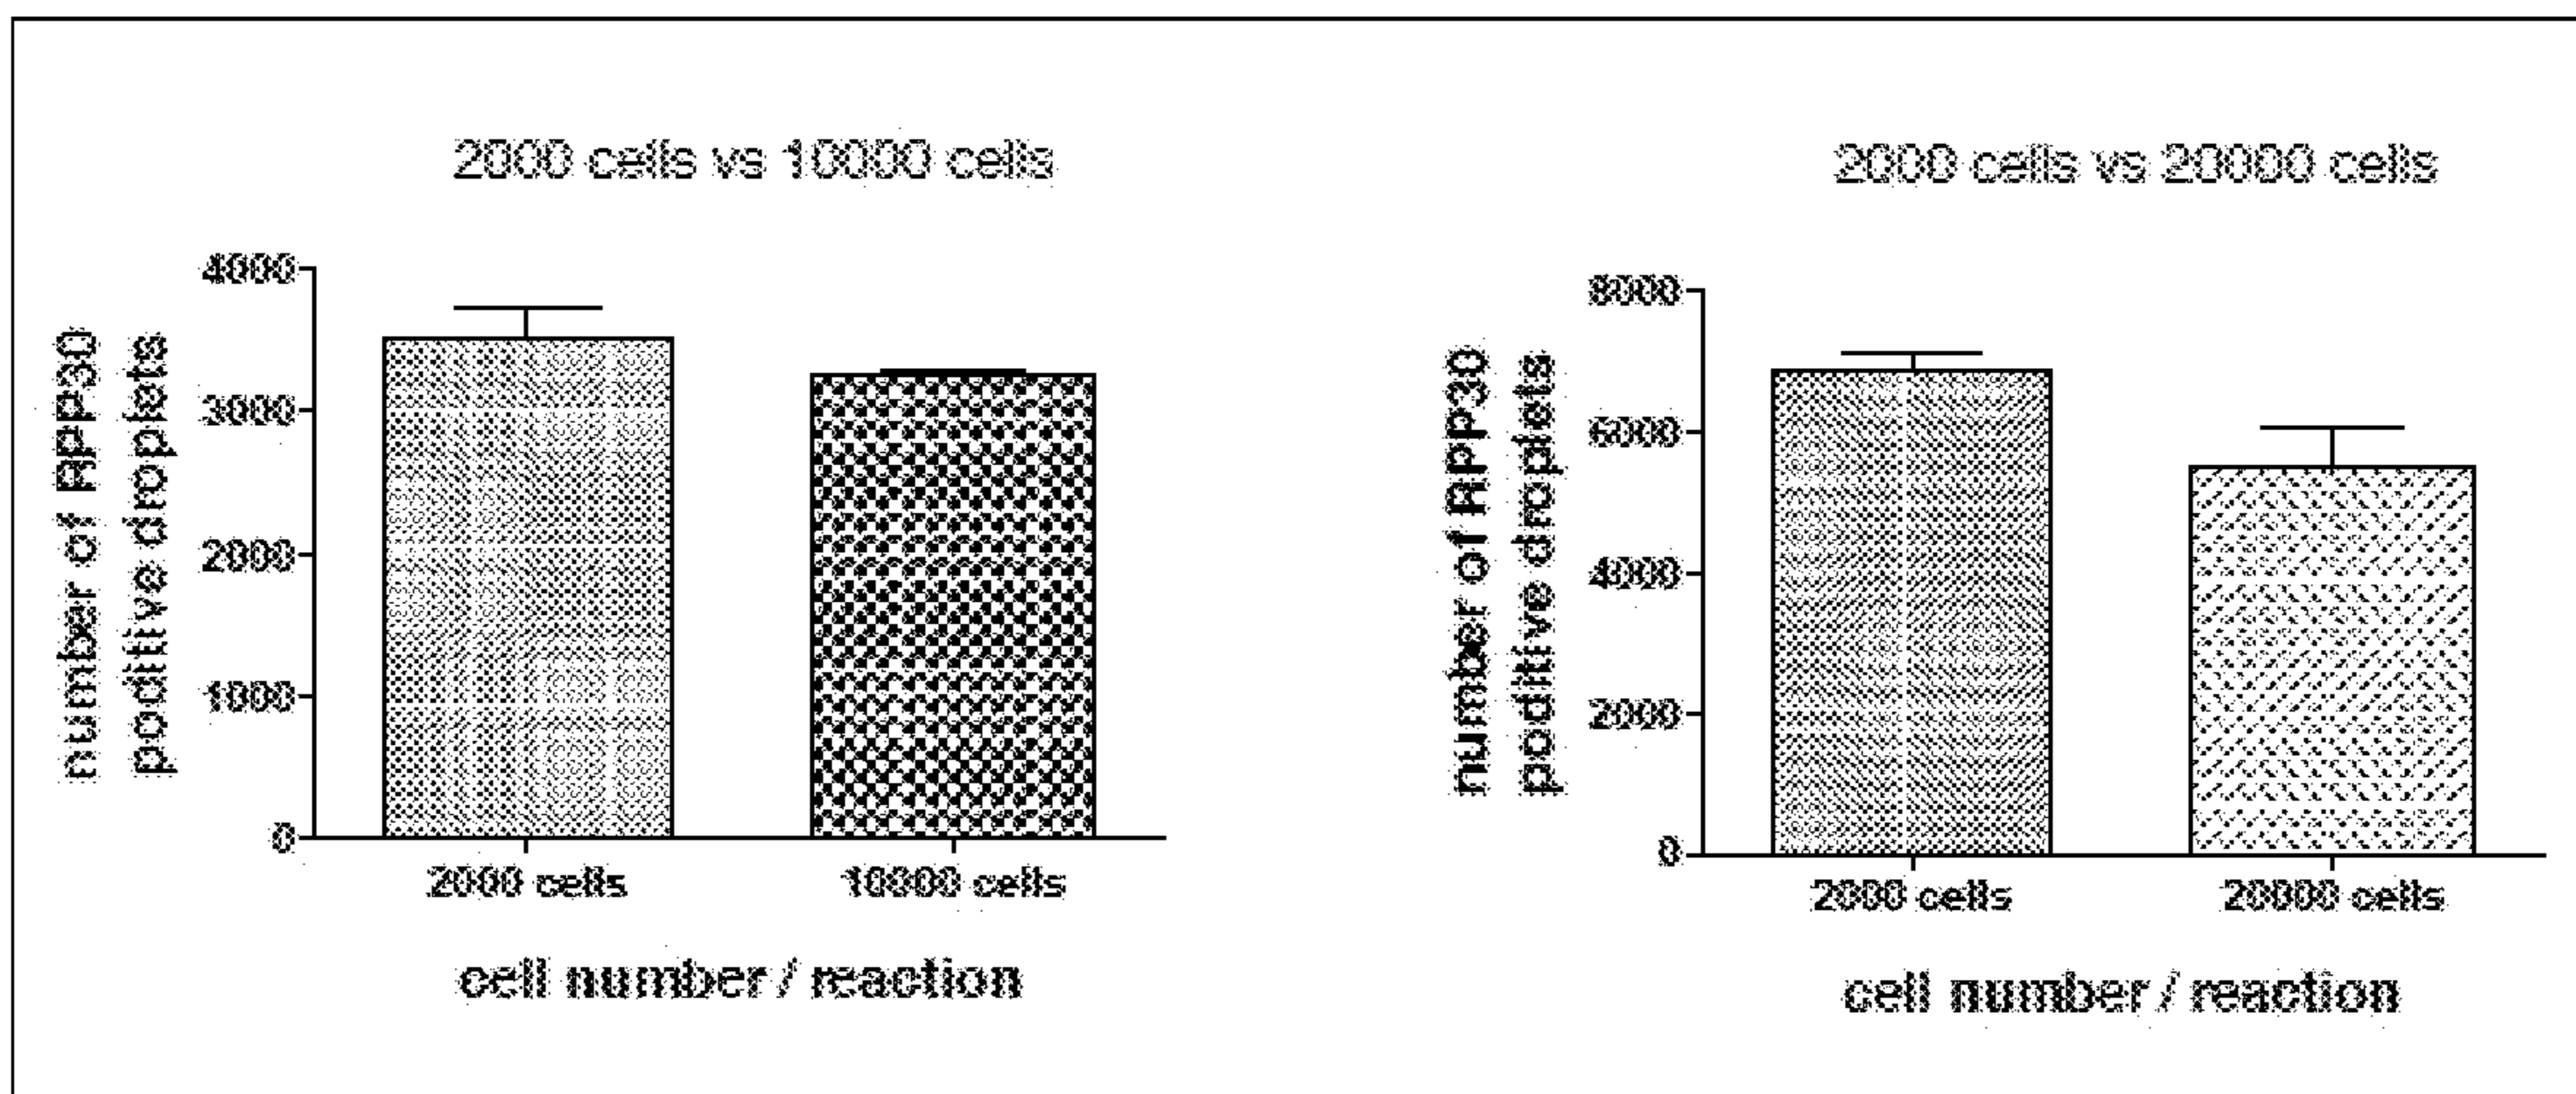 2000 cells vs 10000 cells
number of RPP30
poditive droplets
4000
3000
2000
1000
0
2000 cells
10000 cells
cell number / reaction
2000 cells vs 20000 cells
number of RPP30
poditive droplets
8000
6000
4000
2000
0
2000 cells
20000 cells
cell number / reaction